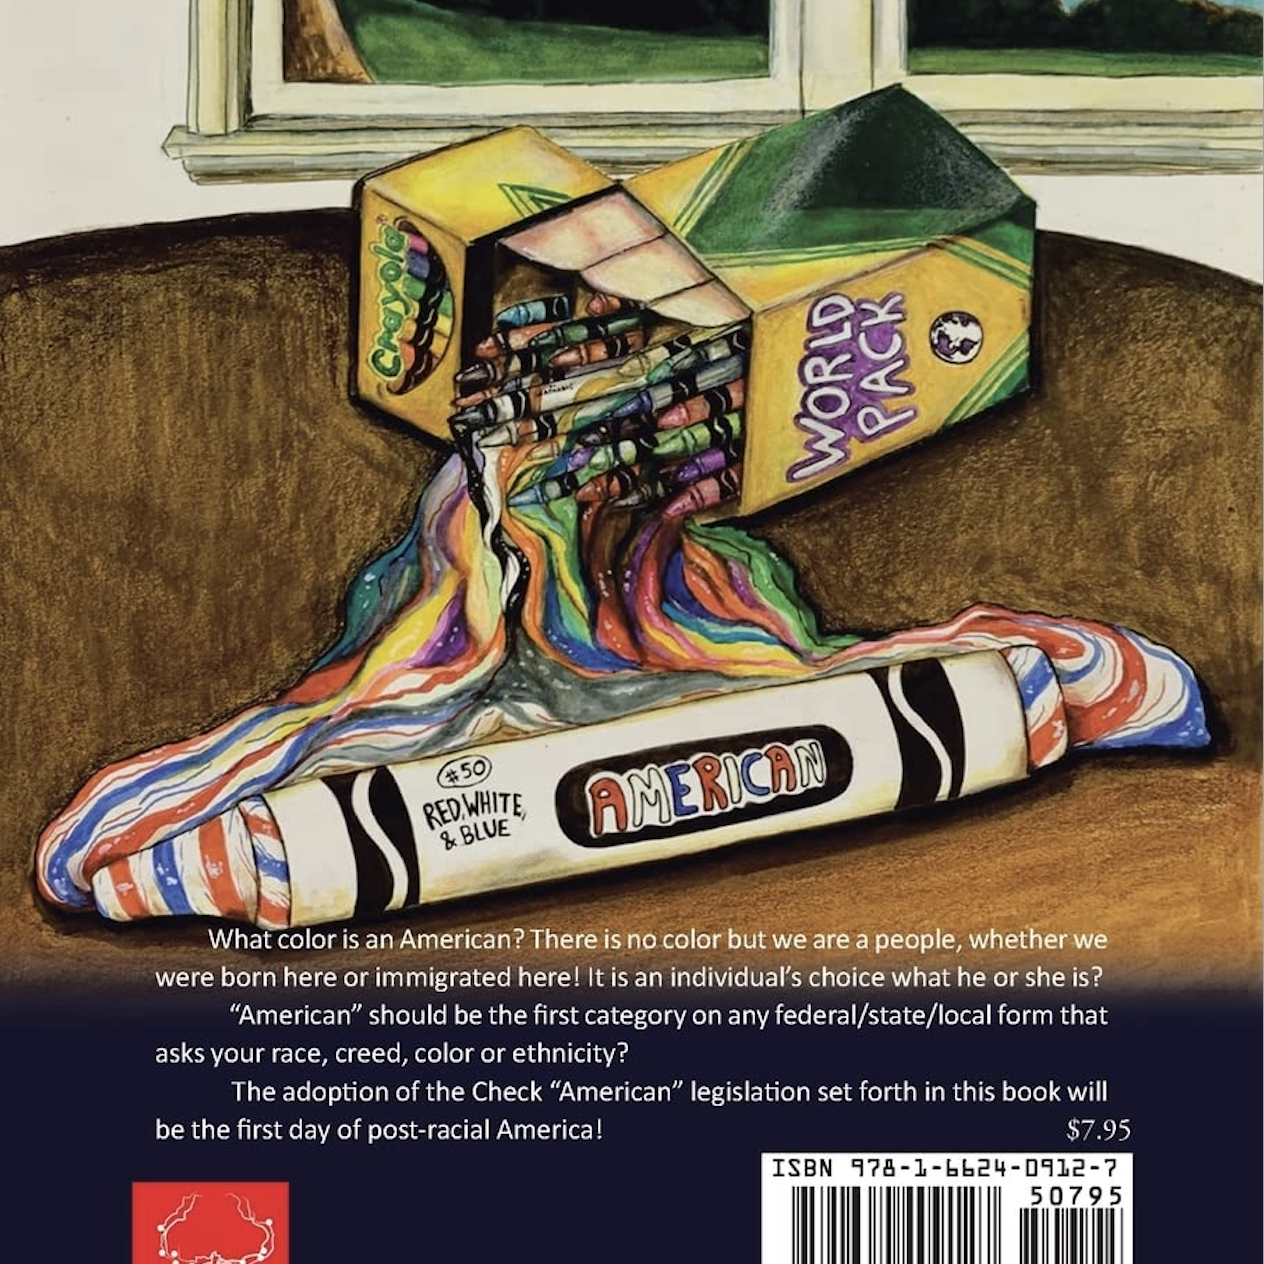 Crayola
WORLD
PACK
#50
RED, WHITE,
& BLUE
AMERICAN
What color is an American? There is no color but we are a people, whether we
were born here or immigrated here! It is an individual's choice what he or she is?
“American” should be the first category on any federal/state/local form that
asks your race, creed, color or ethnicity?
The adoption of the Check “American” legislation set forth in this book will
be the first day of post-racial America!
$7.95
ISBN 978-1-6624-0912-7
50795